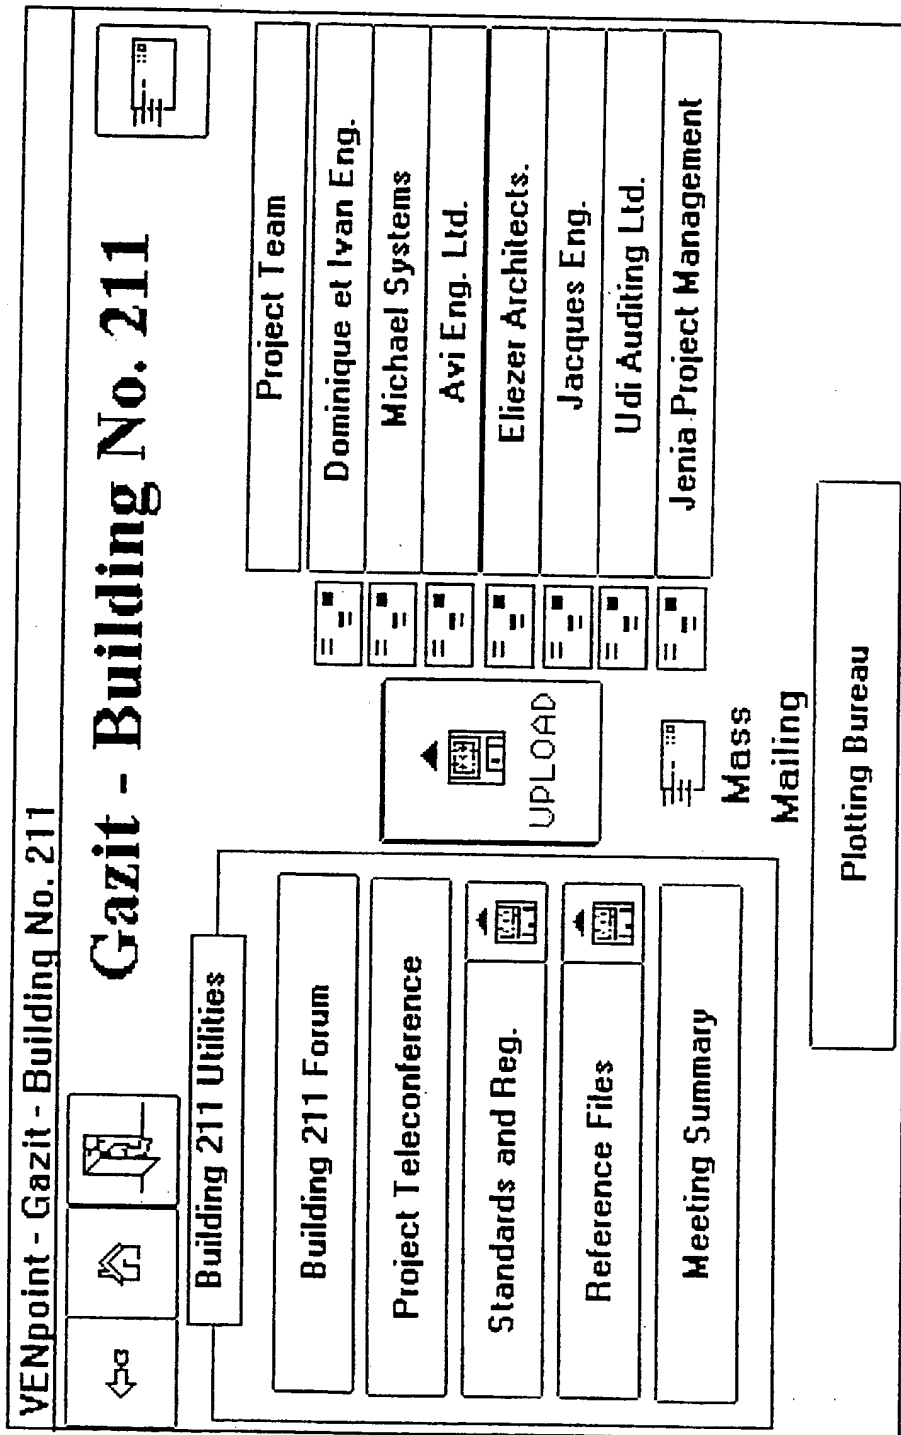 VENpoint - Gazit - Building No. 211
Gazit - Building No. 211
Building 211 Utilities
Building 211 Forum
Project Teleconference
Standards and Reg.
Reference Files
Meeting Summary
UPLOAD
Mass
Mailing
Project Team
Dominique et Ivan Eng.
Michael Systems
Avi Eng. Ltd.
Eliezer Architects.
Jacques Eng.
Udi Auditing Ltd.
Jenia Project Management
Plotting Bureau